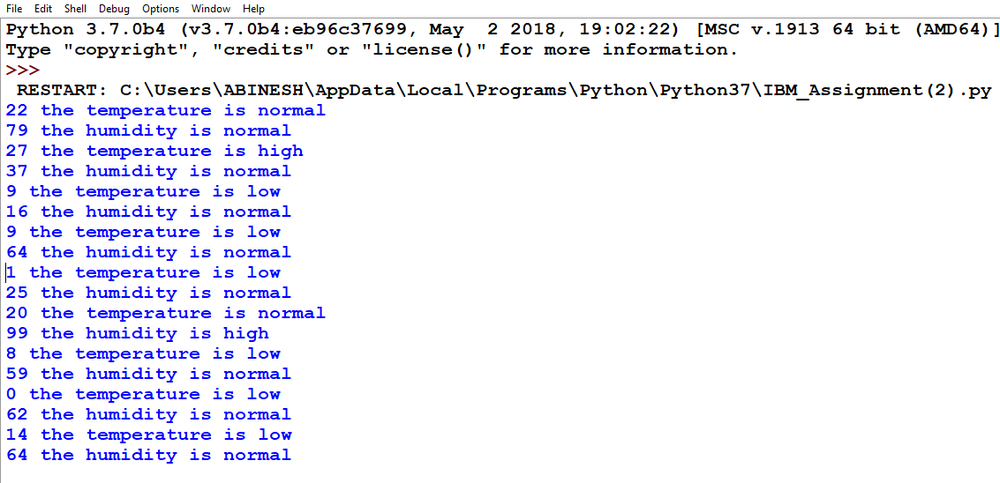 File Edit Shell Debug Options Window Help
Python 3.7.0b4 (v3.7.0b4:eb96c37699, May  2 2018, 19:02:22) [MSC v.1913 64 bit (AMD64)]
Type "copyright", "credits" or "license()" for more information.
>>>
 RESTART: C:\Users\ABINESH\AppData\Local\Programs\Python\Python37\IBM_Assignment(2).py
22 the temperature is normal
79 the humidity is normal
27 the temperature is high
37 the humidity is normal
9 the temperature is low
16 the humidity is normal
9 the temperature is low
64 the humidity is normal
1 the temperature is low
25 the humidity is normal
20 the temperature is normal
99 the humidity is high
8 the temperature is low
59 the humidity is normal
0 the temperature is low
62 the humidity is normal
14 the temperature is low
64 the humidity is normal